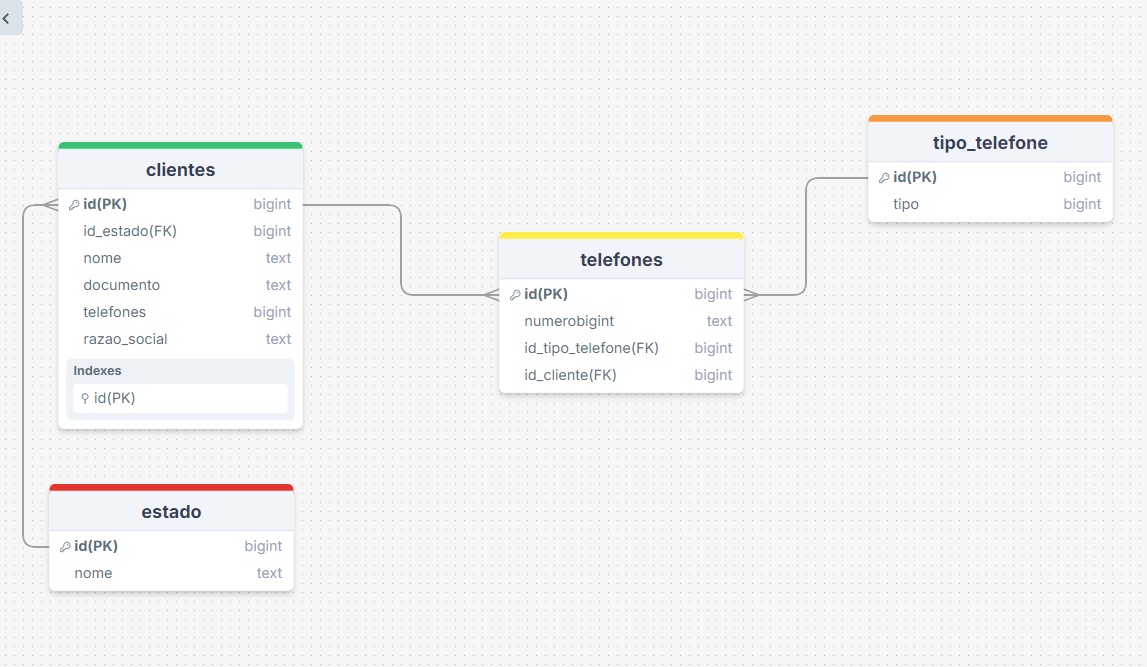 clientes
id(PK) bigint
id_estado(FK) bigint
nome text
documento text
telefones bigint
razao_social text
Indexes
id(PK)
estado
id(PK) bigint
nome text
telefones
id(PK) bigint
numerobigint text
id_tipo_telefone(FK) bigint
id_cliente(FK) bigint
tipo_telefone
id(PK) bigint
tipo bigint